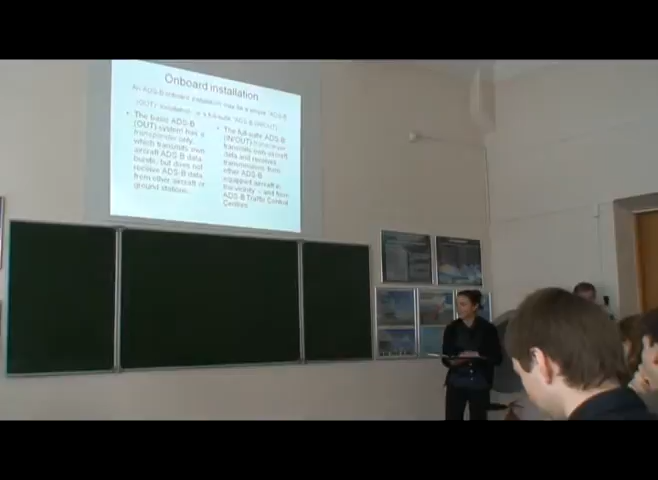 Onboard installation
An ADS-B onboard installation may be a simple "ADS-B
(OUT)" installation or a full-suite "ADS-B (IN/OUT)".
• The basic ADS-B
(OUT) system has a
transponder only,
which transmits own
aircraft ADS-B data
bursts, but does not
receive ADS-B data
from other aircraft or
ground stations.
• The full-suite ADS-B
(IN/OUT)
transmits own aircraft
data and receives
transmissions from
other ADS-B
equipped aircraft in
the vicinity – and from
ADS-B Traffic Control
Centres.